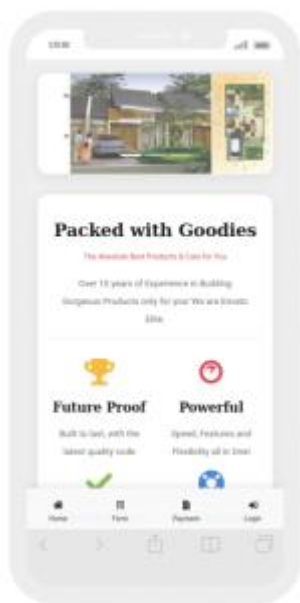 Packed with Goodies
The Absolute Best Products & Care for You
Over 10 years of Experience in Building
Gorgeous Products only for you! We are Envato
Elite
Future Proof
Powerful
Built to last, with the
latest quality code
Speed, Features and
Flexibility all in One!
Home
Payment
Login